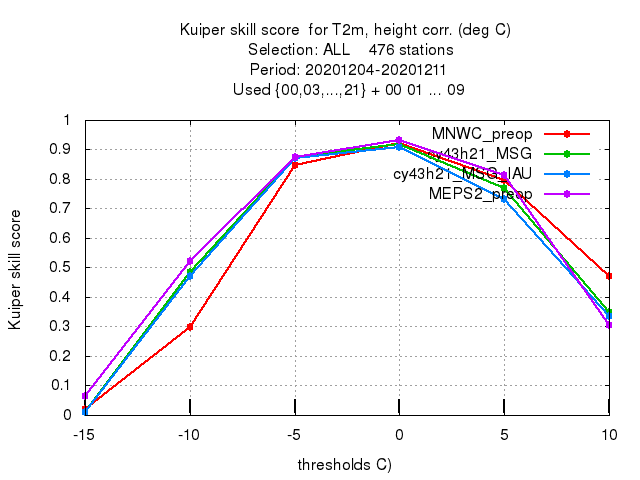 Kuiper skill score for T2m, height corr. (deg C)
Selection: ALL 476 stations
Period: 20201204-20201211
Used {00,03,...,21} + 00 01 ... 09
MNWC_preop
cy43h21_MSG
cy43h21_MSG_IAU
MEPS2_preop
1
0.9
0.8
0.7
0.6
0.5
0.4
0.3
0.2
0.1
0
Kuiper skill score
-15 -10 -5 0 5 10
thresholds C)